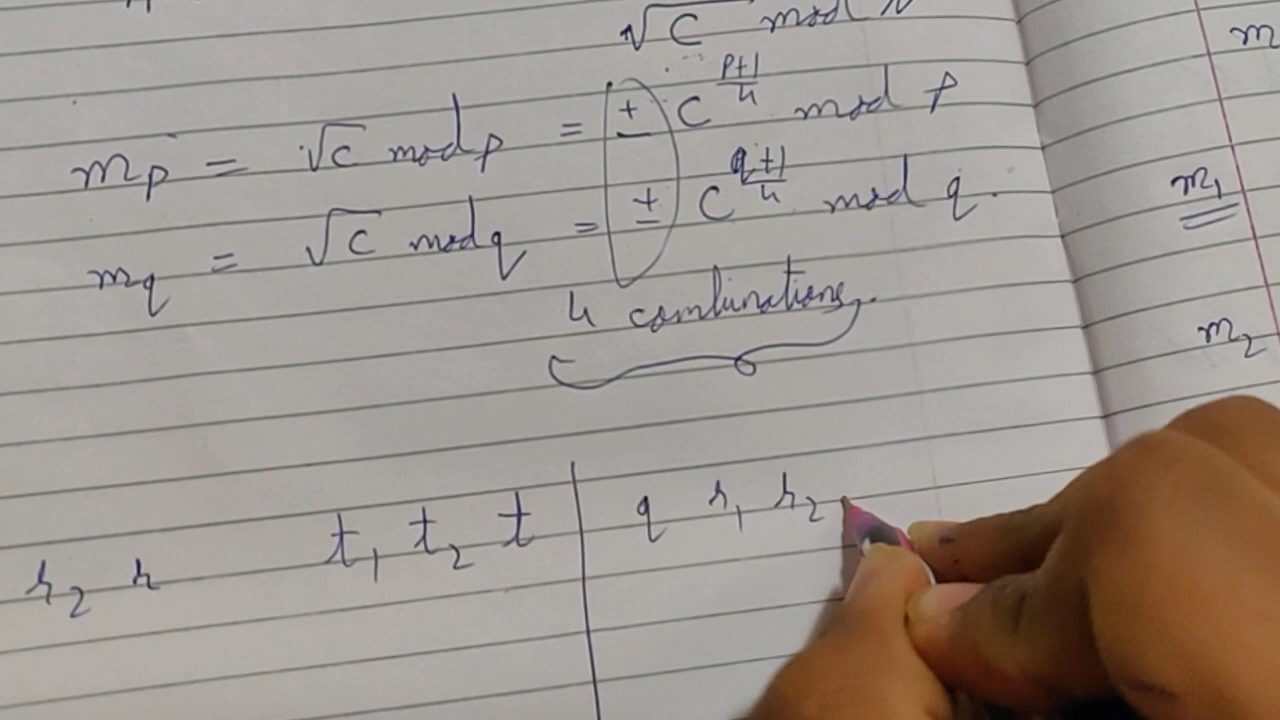 √C mod N
m
mp = √c mod p = ± C^(p+1)/4 mod p
m1
mq = √C mod q = ± C^(q+1)/4 mod q.
4 combinations.
m2
r2 r t1 t2 t | q r1 r2